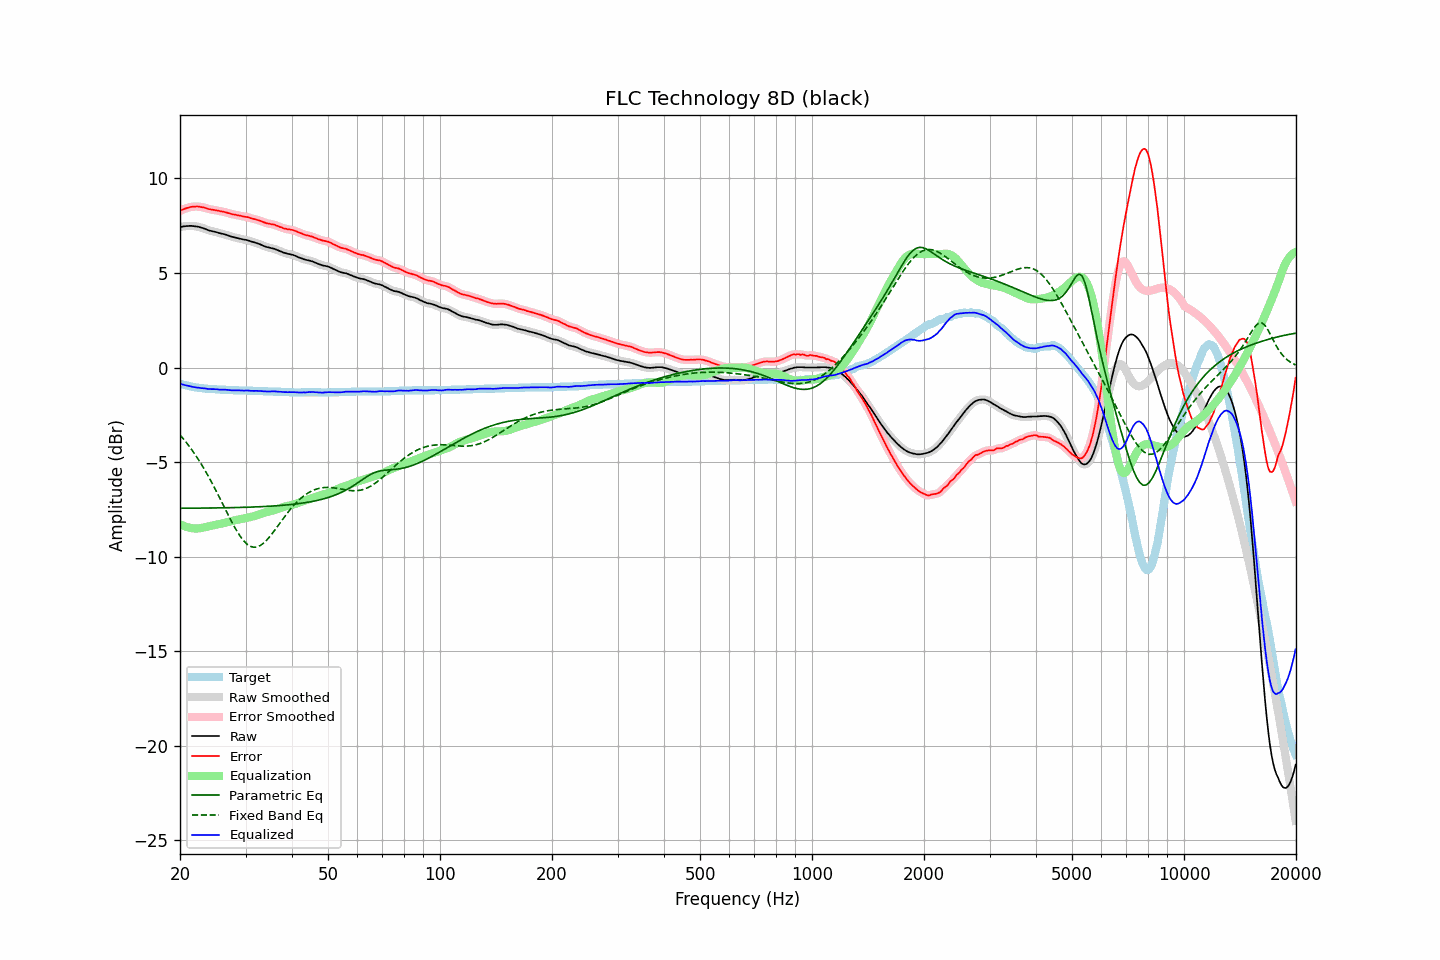 FLC Technology 8D (black)
Amplitude (dBr)
10
5
0
−5
−10
−15
−20
−25
Target
Raw Smoothed
Error Smoothed
Raw
Error
Equalization
Parametric Eq
Fixed Band Eq
Equalized
20 50 100 200 500 1000 2000 5000 10000 20000
Frequency (Hz)